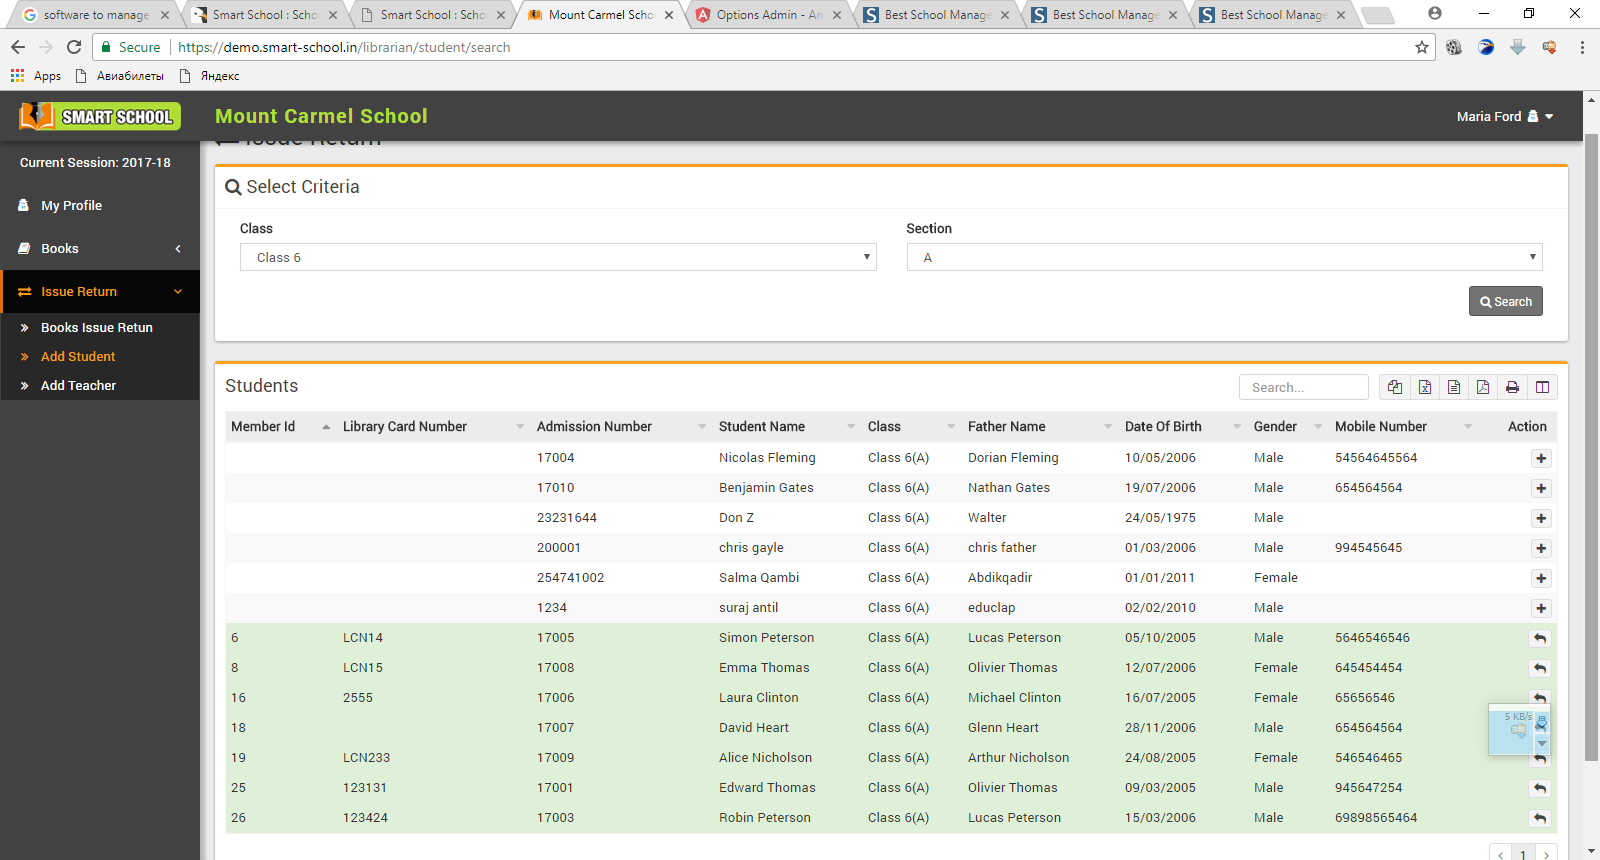 software to manage
Smart School : Scho
Smart School : Scho
Mount Carmel Scho
Options Admin - An
Best School Manage
Best School Manage
Best School Manage
Secure https://demo.smart-school.in/librarian/student/search
Apps Авиабилеты Яндекс
SMART SCHOOL Mount Carmel School Maria Ford
Issue Return
Current Session: 2017-18
My Profile
Books
Issue Return
Books Issue Retun
Add Student
Add Teacher
Select Criteria
Class Section
Class 6 A
Search
Students Search...
Member Id Library Card Number Admission Number Student Name Class Father Name Date Of Birth Gender Mobile Number Action
17004 Nicolas Fleming Class 6(A) Dorian Fleming 10/05/2006 Male 54564645564
17010 Benjamin Gates Class 6(A) Nathan Gates 19/07/2006 Male 654564564
23231644 Don Z Class 6(A) Walter 24/05/1975 Male
200001 chris gayle Class 6(A) chris father 01/03/2006 Male 994545645
254741002 Salma Qambi Class 6(A) Abdikqadir 01/01/2011 Female
1234 suraj antil Class 6(A) educlap 02/02/2010 Male
6 LCN14 17005 Simon Peterson Class 6(A) Lucas Peterson 05/10/2005 Male 5646546546
8 LCN15 17008 Emma Thomas Class 6(A) Olivier Thomas 12/07/2006 Female 645454454
16 2555 17006 Laura Clinton Class 6(A) Michael Clinton 16/07/2005 Female 65656546
18 17007 David Heart Class 6(A) Glenn Heart 28/11/2006 Male 654564564
19 LCN233 17009 Alice Nicholson Class 6(A) Arthur Nicholson 24/08/2005 Female 546546465
25 123131 17001 Edward Thomas Class 6(A) Olivier Thomas 09/03/2005 Male 945647254
26 123424 17003 Robin Peterson Class 6(A) Lucas Peterson 15/03/2006 Male 69898565464
5 KB/s
1